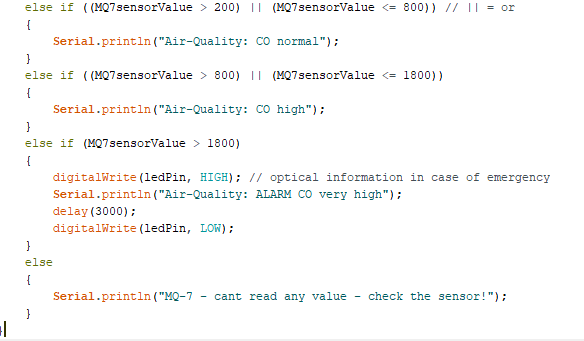 else if ((MQ7sensorValue > 200) || (MQ7sensorValue <= 800)) // || = or
{
Serial.println("Air-Quality: CO normal");
}
else if ((MQ7sensorValue > 800) || (MQ7sensorValue <= 1800))
{
Serial.println("Air-Quality: CO high");
}
else if (MQ7sensorValue > 1800)
{
digitalWrite(ledPin, HIGH); // optical information in case of emergency
Serial.println("Air-Quality: ALARM CO very high");
delay(3000);
digitalWrite(ledPin, LOW);
}
else
{
Serial.println("MQ-7 - cant read any value - check the sensor!");
}
}